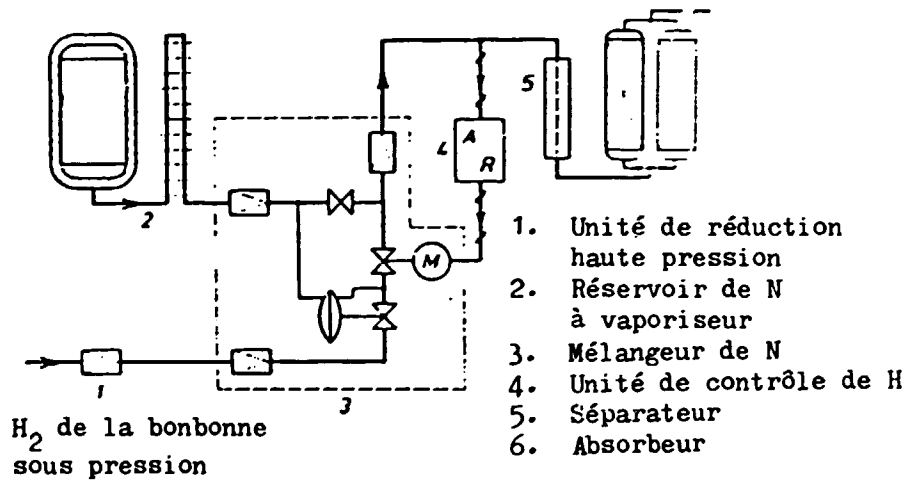 5
4
A
R
2
M
1
3
H2 de la bonbonne
sous pression
1. Unité de réduction
haute pression
2. Réservoir de N
à vaporiseur
3. Mélangeur de N
4. Unité de contrôle de H
5. Séparateur
6. Absorbeur